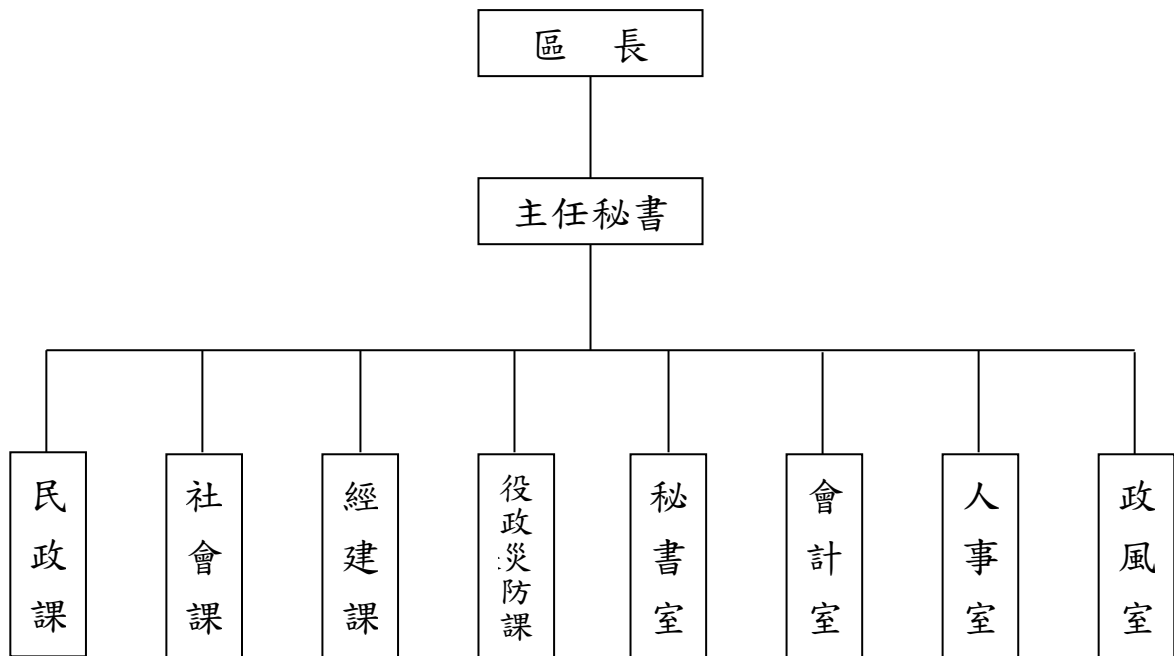 區 長
主任秘書
民政課
社會課
經建課
役政災防課
秘書室
會計室
人事室
政風室